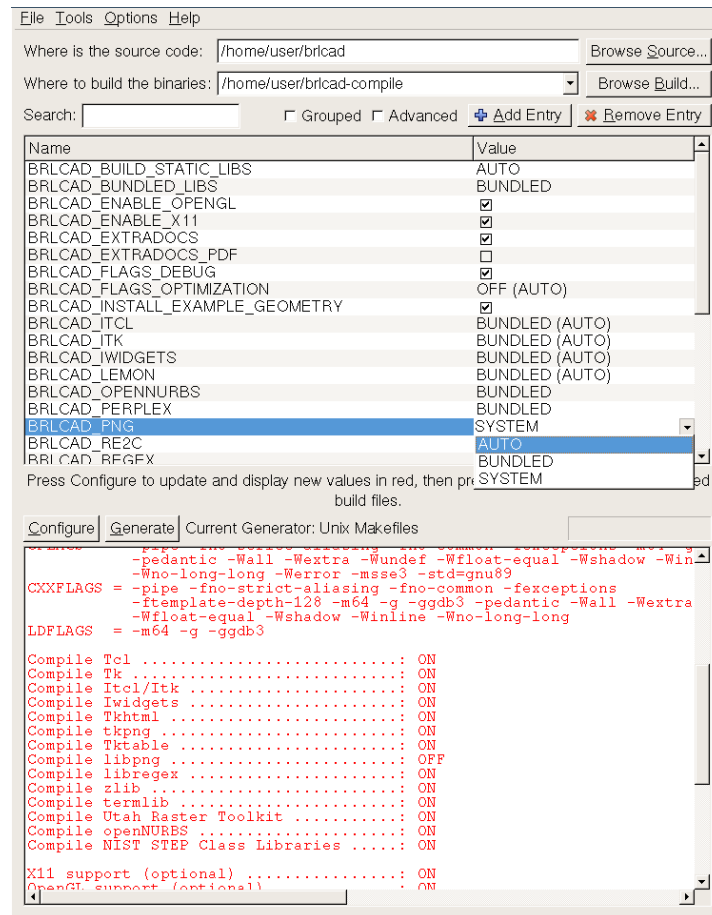 File Tools Options Help
Where is the source code: /home/user/brlcad Browse Source...
Where to build the binaries: /home/user/brlcad-compile Browse Build...
Search: Grouped Advanced Add Entry Remove Entry
Name Value
BRLCAD_BUILD_STATIC_LIBS AUTO
BRLCAD_BUNDLED_LIBS BUNDLED
BRLCAD_ENABLE_OPENGL
BRLCAD_ENABLE_X11
BRLCAD_EXTRADOCS
BRLCAD_EXTRADOCS_PDF
BRLCAD_FLAGS_DEBUG
BRLCAD_FLAGS_OPTIMIZATION OFF (AUTO)
BRLCAD_INSTALL_EXAMPLE_GEOMETRY
BRLCAD_ITCL BUNDLED (AUTO)
BRLCAD_ITK BUNDLED (AUTO)
BRLCAD_IWIDGETS BUNDLED (AUTO)
BRLCAD_LEMON BUNDLED (AUTO)
BRLCAD_OPENNURBS BUNDLED
BRLCAD_PERPLEX BUNDLED
BRLCAD_PNG SYSTEM
BRLCAD_RE2C AUTO
BRLCAD_REGEX BUNDLED
SYSTEM
Press Configure to update and display new values in red, then pre ed
build files.
Configure Generate Current Generator: Unix Makefiles
-pedantic -Wall -Wextra -Wundef -Wfloat-equal -Wshadow -Win
-Wno-long-long -Werror -msse3 -std=gnu89
CXXFLAGS = -pipe -fno-strict-aliasing -fno-common -fexceptions
-ftemplate-depth-128 -m64 -g -ggdb3 -pedantic -Wall -Wextra
-Wfloat-equal -Wshadow -Winline -Wno-long-long
LDFLAGS = -m64 -g -ggdb3
Compile Tcl ...........................: ON
Compile Tk ............................: ON
Compile Itcl/Itk ......................: ON
Compile Iwidgets ......................: ON
Compile Tkhtml ........................: ON
Compile tkpng .........................: ON
Compile Tktable .......................: ON
Compile libpng ........................: OFF
Compile libregex ......................: ON
Compile zlib ..........................: ON
Compile termlib .......................: ON
Compile Utah Raster Toolkit ...........: ON
Compile openNURBS .....................: ON
Compile NIST STEP Class Libraries .....: ON
X11 support (optional) ................: ON
OpenGL support (optional) .............: ON